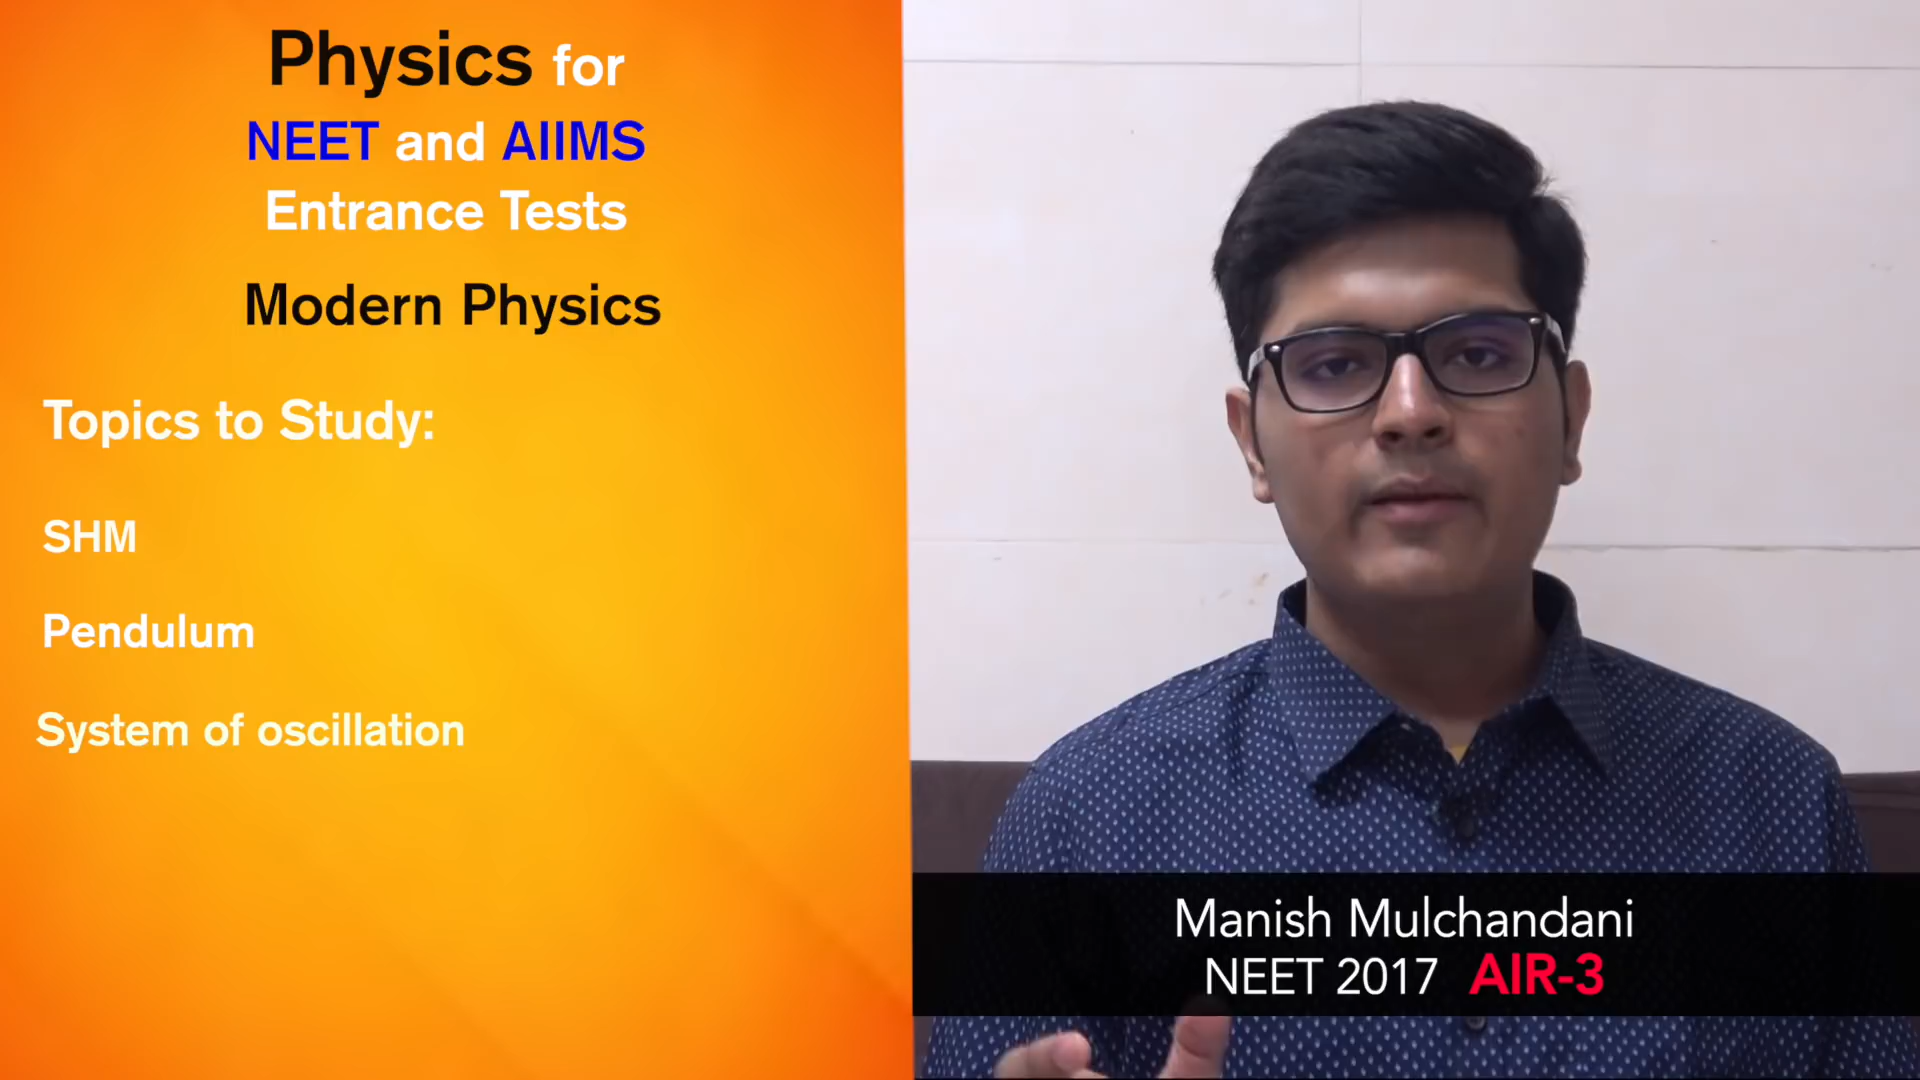 Physics for
NEET and AIIMS
Entrance Tests
Modern Physics
Topics to Study:
SHM
Pendulum
System of oscillation
Manish Mulchandani
NEET 2017 AIR-3